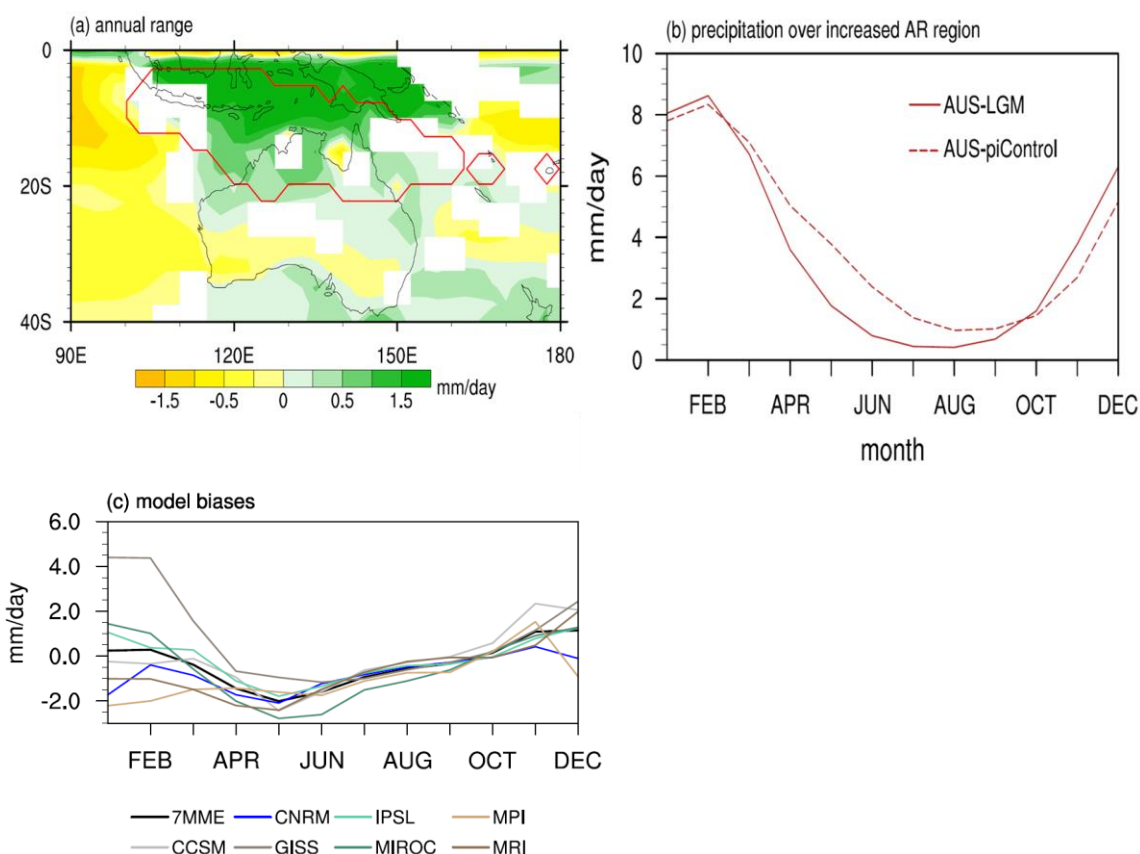 (a) annual range
0
20S
40S
90E 120E 150E 180
-1.5 -0.5 0 0.5 1.5 mm/day
(b) precipitation over increased AR region
10
8
6
4
2
0
mm/day
AUS-LGM
AUS-piControl
FEB APR JUN AUG OCT DEC
month
(c) model biases
6.0
4.0
2.0
0.0
-2.0
mm/day
FEB APR JUN AUG OCT DEC
7MME CNRM IPSL MPI
CCSM GISS MIROC MRI